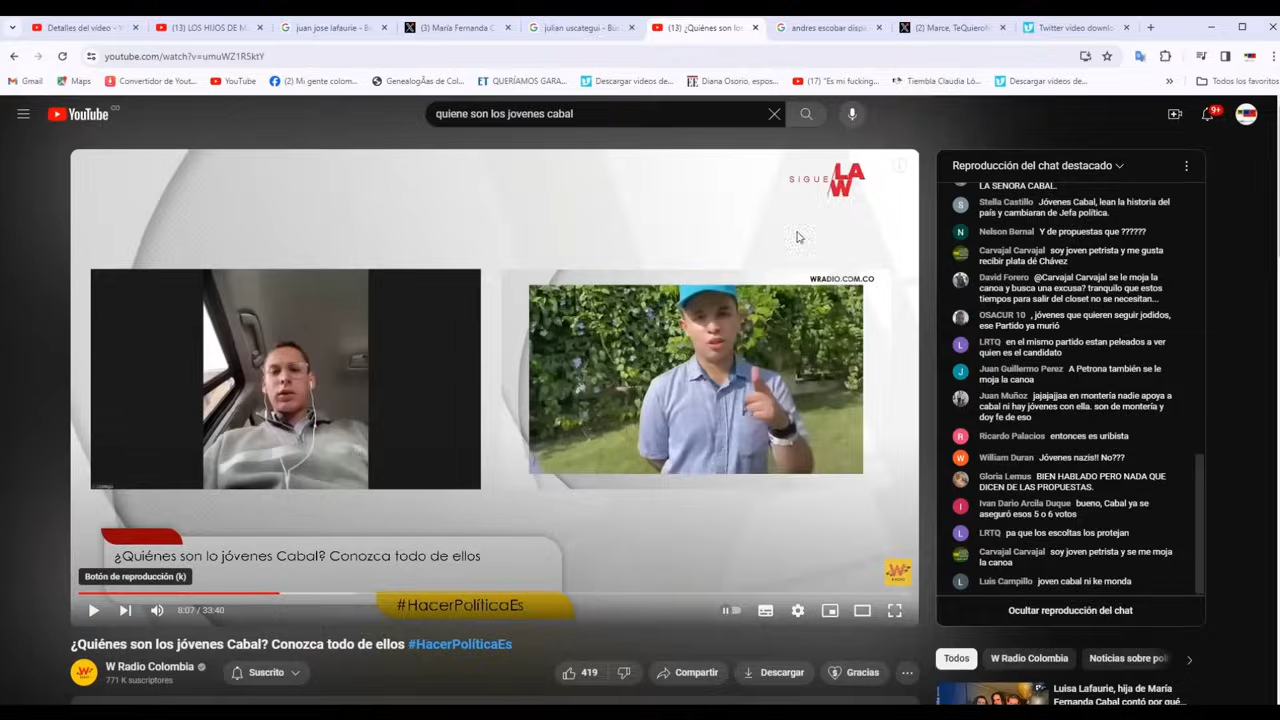 Detalles del vídeo - Y
(13) LOS HIJOS DE M
juan jose lafaurie - B
(3) María Fernanda C
julian uscategui - Bus
(13) ¿Quiénes son los
andres escobar dispa
(2) Marce, TeQuiero
Twitter video downlo
youtube.com/watch?v=umuWZ1R5ktY
Gmail
Maps
Convertidor de Yout...
YouTube
(2) Mi gente colom...
GenealogÃ­as de Col...
QUERÍAMOS GARA...
Descargar videos de...
Diana Osorio, espos...
(17) "Es mi fucking...
Tiembla Claudia Ló...
Descargar videos de...
»
Todos los favoritos
YouTube CO
quiene son los jovenes cabal
9+
SIGUE LA W
WRADIO.COM.CO
¿Quiénes son lo jóvenes Cabal? Conozca todo de ellos
Botón de reproducción (k)
#HacerPolíticaEs
W RADIO
8:07 / 33:40
¿Quiénes son los jóvenes Cabal? Conozca todo de ellos #HacerPolíticaEs
W Radio Colombia
771 K suscriptores
Suscrito
419
Compartir
Descargar
Gracias
Reproducción del chat destacado
LA SEÑORA CABAL.
Stella Castillo Jóvenes Cabal, lean la historia del
país y cambiaran de Jefa política.
Nelson Bernal Y de propuestas que ??????
Carvajal Carvajal soy joven petrista y me gusta
recibir plata dé Chávez
David Forero @Carvajal Carvajal se le moja la
canoa y busca una excusa? tranquilo que estos
tiempos para salir del closet no se necesitan...
OSACUR 10 , jóvenes que quieren seguir jodidos,
ese Partido ya murió
LRTQ en el mismo partido estan peleados a ver
quien es el candidato
Juan Guillermo Perez A Petrona también se le
moja la canoa
Juan Muñoz jajajajjaa en montería nadie apoya a
cabal ni hay jóvenes con ella. son de montería y
doy fe de eso
Ricardo Palacios entonces es uribista
William Duran Jóvenes nazis!! No???
Gloria Lemus BIEN HABLADO PERO NADA QUE
DICEN DE LAS PROPUESTAS.
Ivan Dario Arcila Duque bueno, Cabal ya se
aseguró esos 5 o 6 votos
LRTQ pa que los escoltas los protejan
Carvajal Carvajal soy joven petrista y se me moja
la canoa
Luis Campillo joven cabal ni ke monda
Ocultar reproducción del chat
Todos
W Radio Colombia
Noticias sobre pol
Luisa Lafaurie, hija de María
Fernanda Cabal contó por qué...